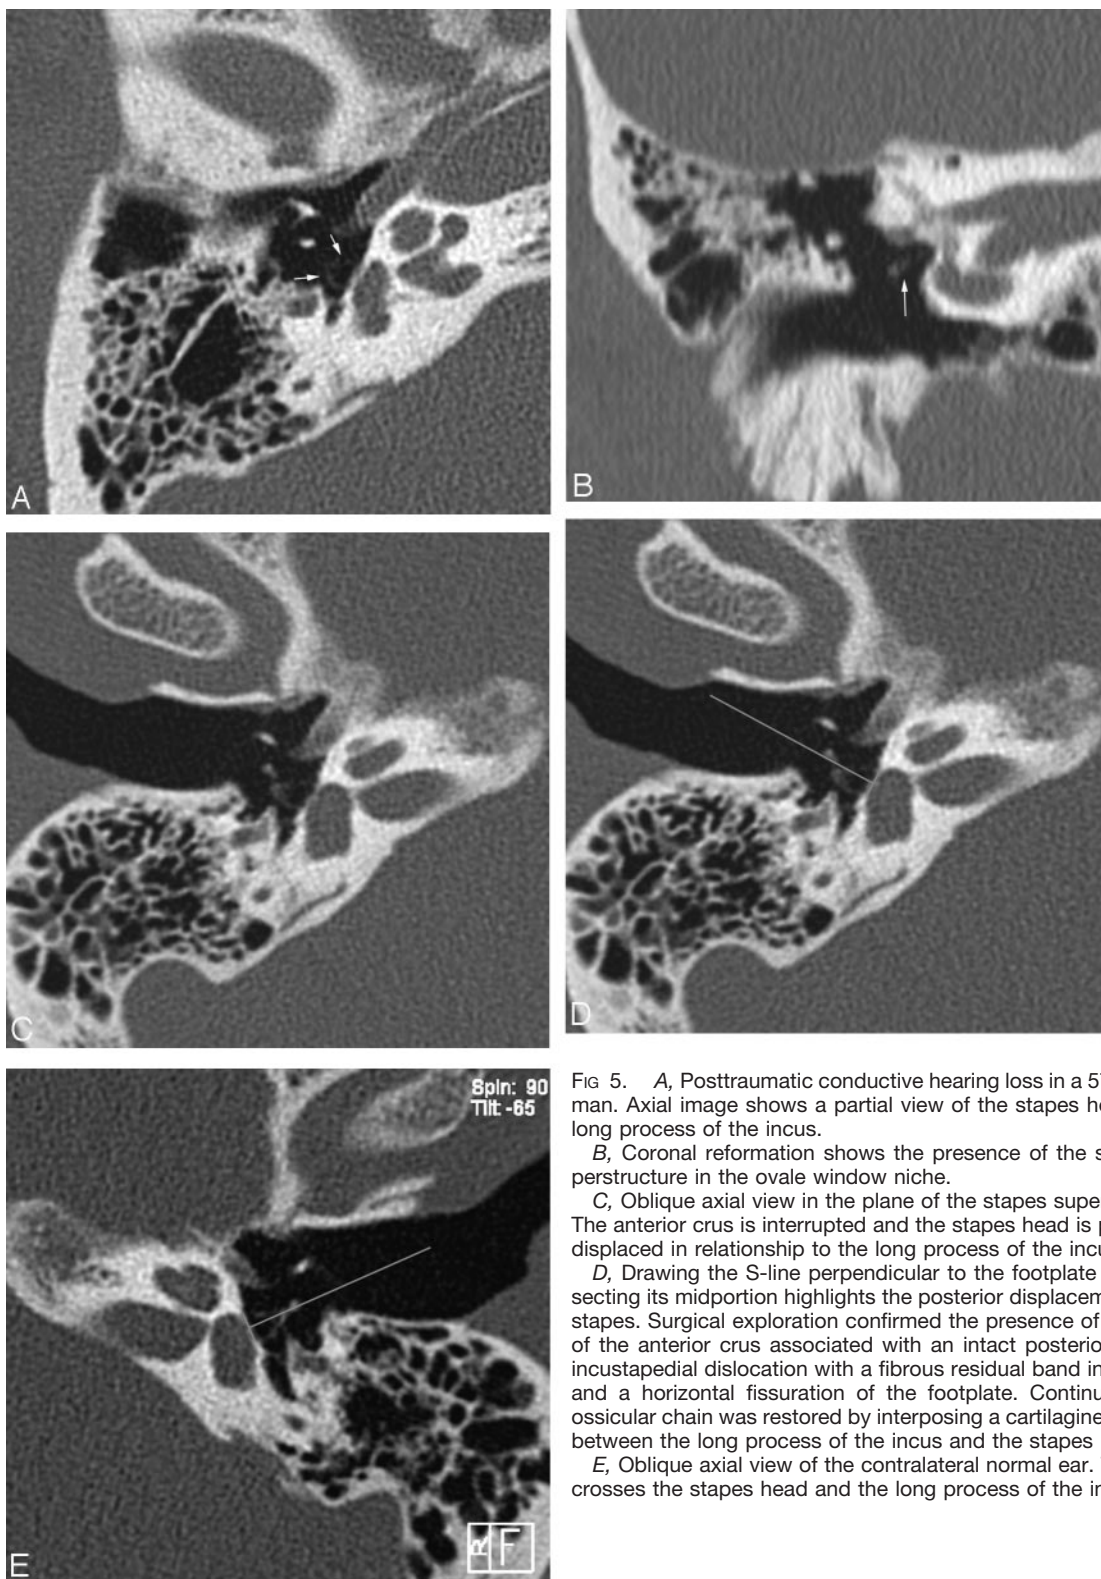 A
B
C
D
Spin: 90
Tilt: -65
FIG 5. A, Posttraumatic conductive hearing loss in a 5
man. Axial image shows a partial view of the stapes he
long process of the incus.
B, Coronal reformation shows the presence of the s
perstructure in the ovale window niche.
C, Oblique axial view in the plane of the stapes supe
The anterior crus is interrupted and the stapes head is p
displaced in relationship to the long process of the incu
D, Drawing the S-line perpendicular to the footplate
secting its midportion highlights the posterior displacem
stapes. Surgical exploration confirmed the presence of
of the anterior crus associated with an intact posterio
incustapedial dislocation with a fibrous residual band in
and a horizontal fissuration of the footplate. Continu
ossicular chain was restored by interposing a cartilagine
between the long process of the incus and the stapes
E, Oblique axial view of the contralateral normal ear.
crosses the stapes head and the long process of the in
E
R F